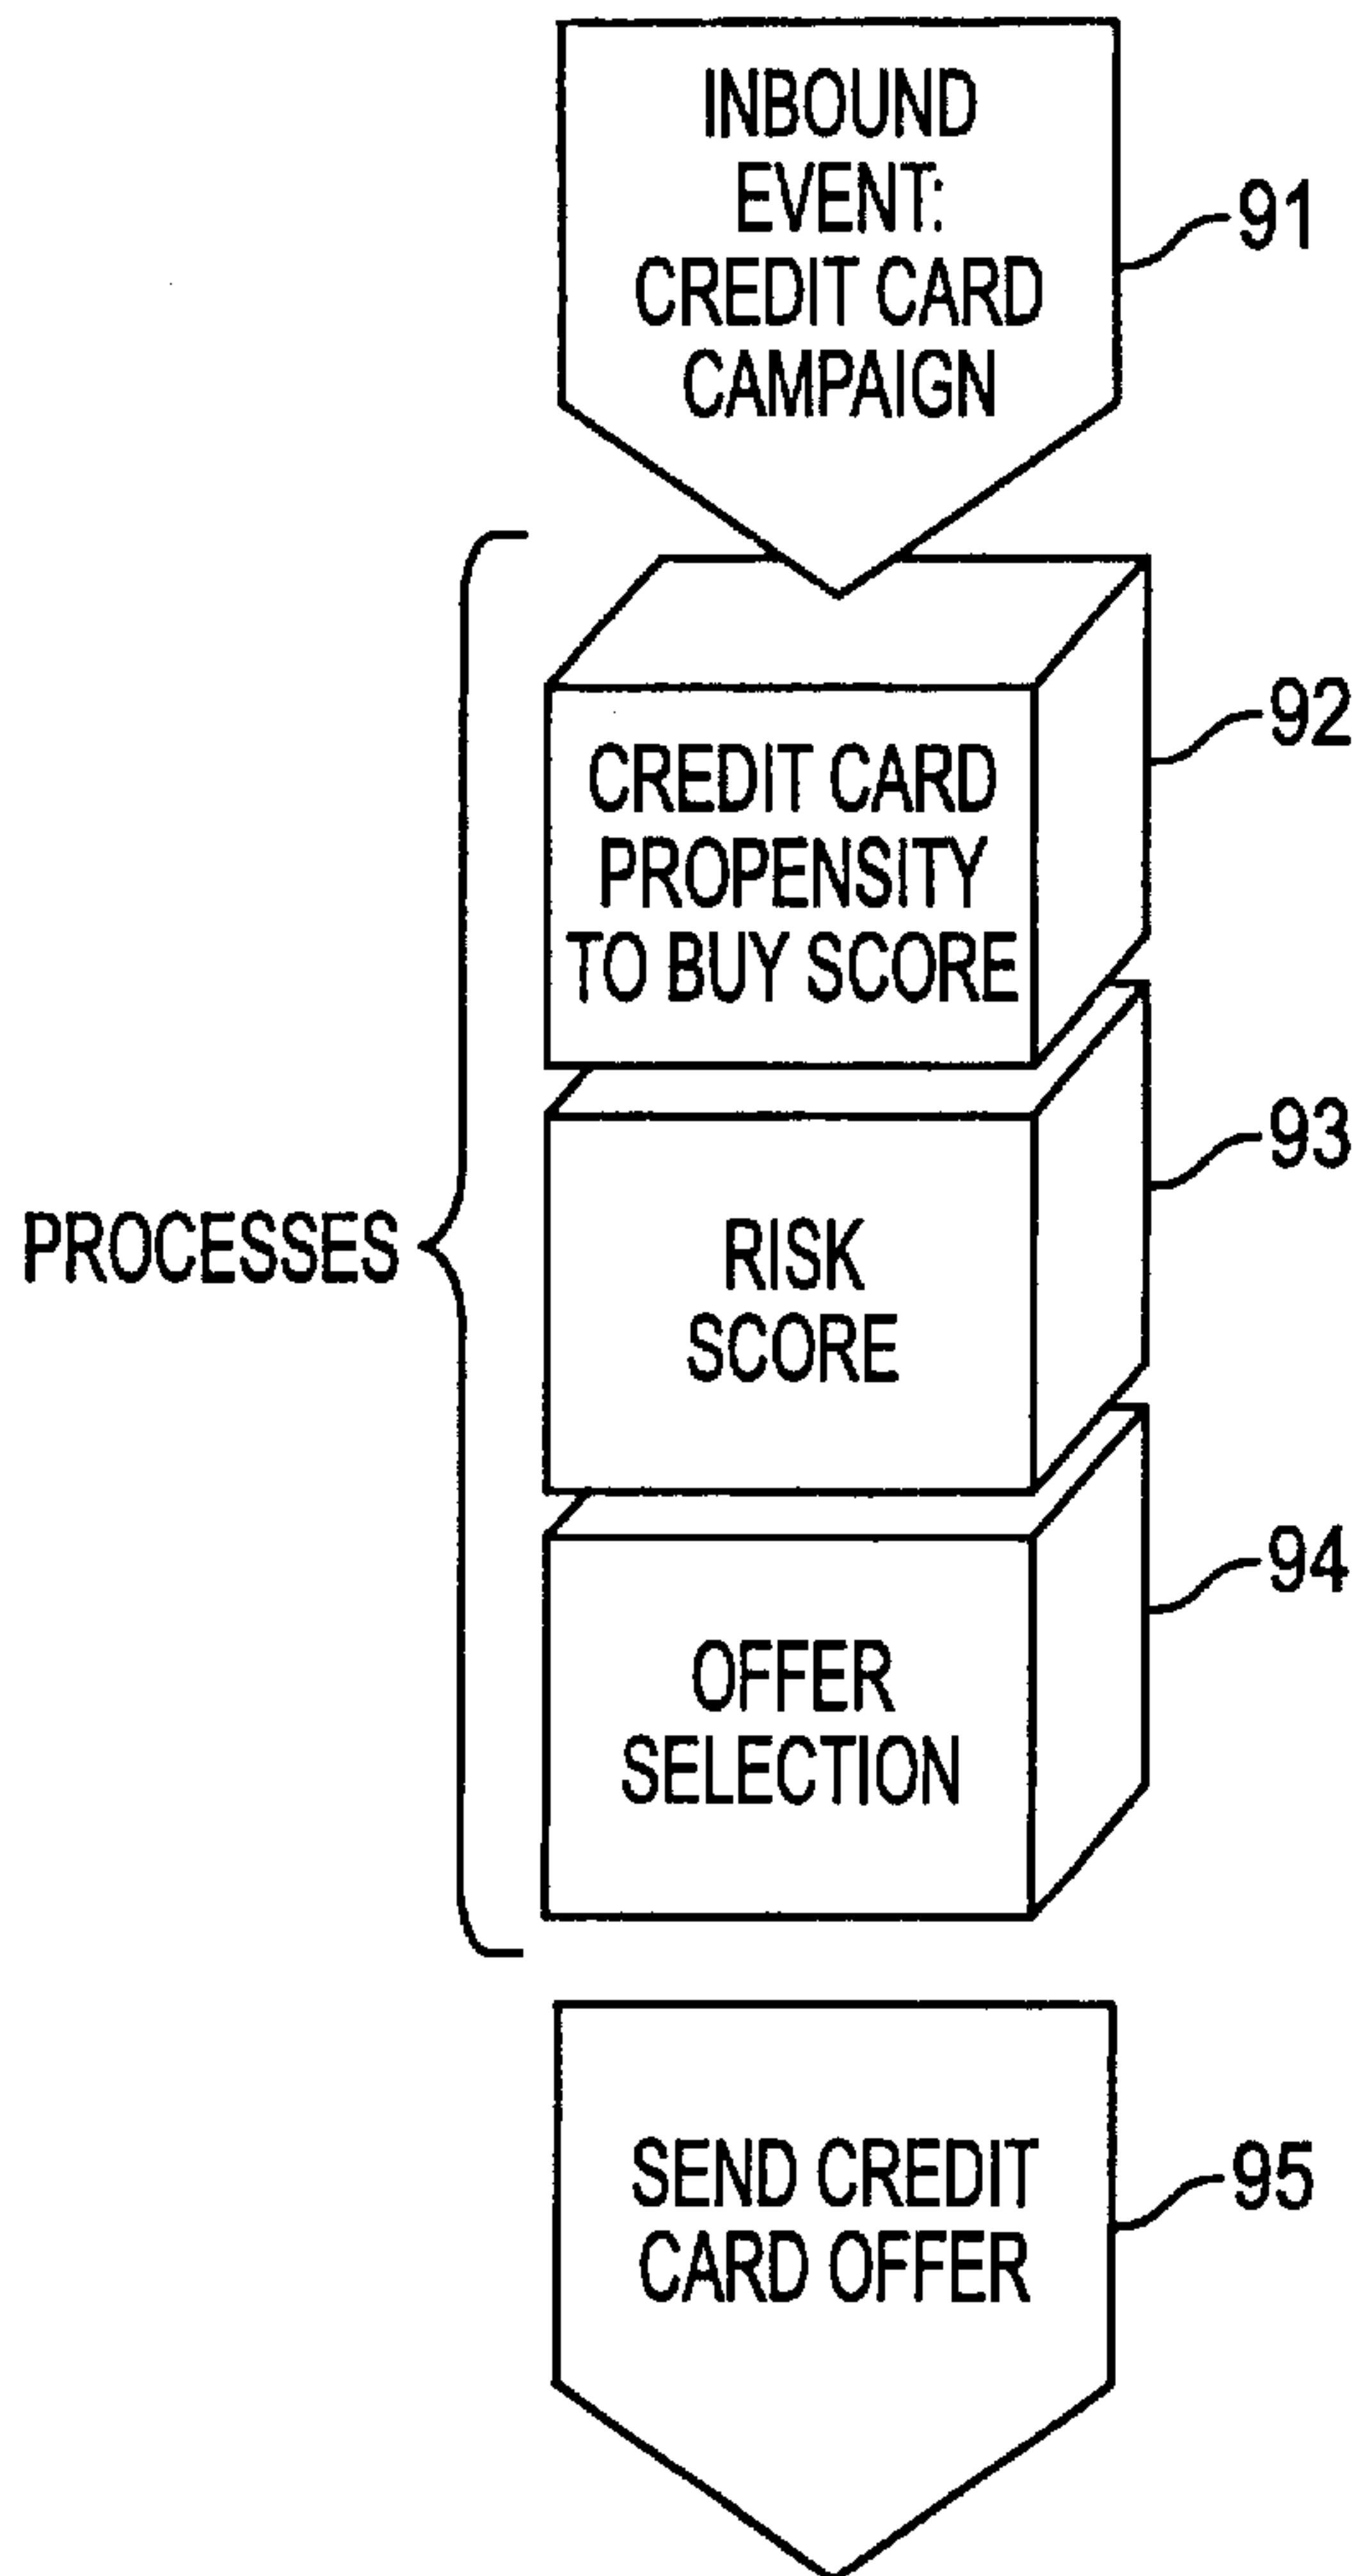 INBOUND
EVENT:
CREDIT CARD
CAMPAIGN
91
CREDIT CARD
PROPENSITY
TO BUY SCORE
92
PROCESSES
RISK
SCORE
93
OFFER
SELECTION
94
SEND CREDIT
CARD OFFER
95